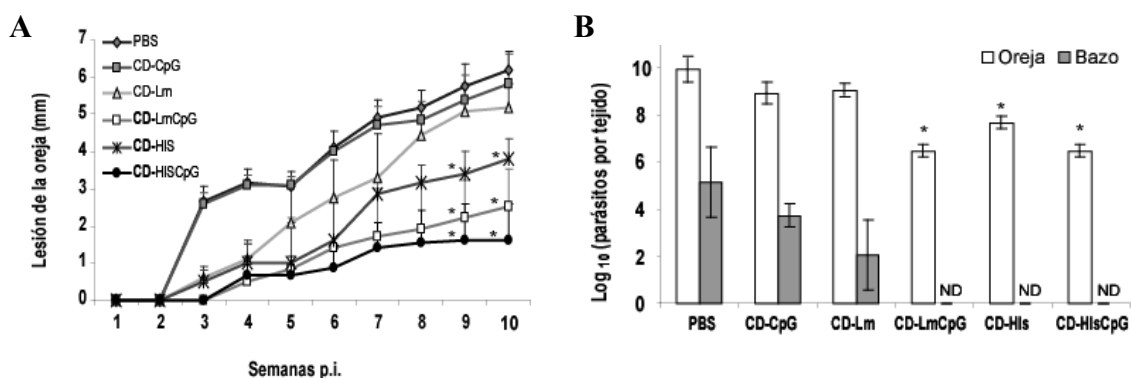 A
Lesión de la oreja (mm)
7
6
5
4
3
2
1
0
PBS
CD-CpG
CD-Lm
CD-LmCpG
CD-HIS
CD-HISCpG
* *
* *
* *
1 2 3 4 5 6 7 8 9 10
Semanas p.i.
B
Log 10 (parásitos por tejido)
10
8
6
4
2
0
Oreja Bazo
* * *
ND ND ND
PBS CD-CpG CD-Lm CD-LmCpG CD-His CD-HisCpG